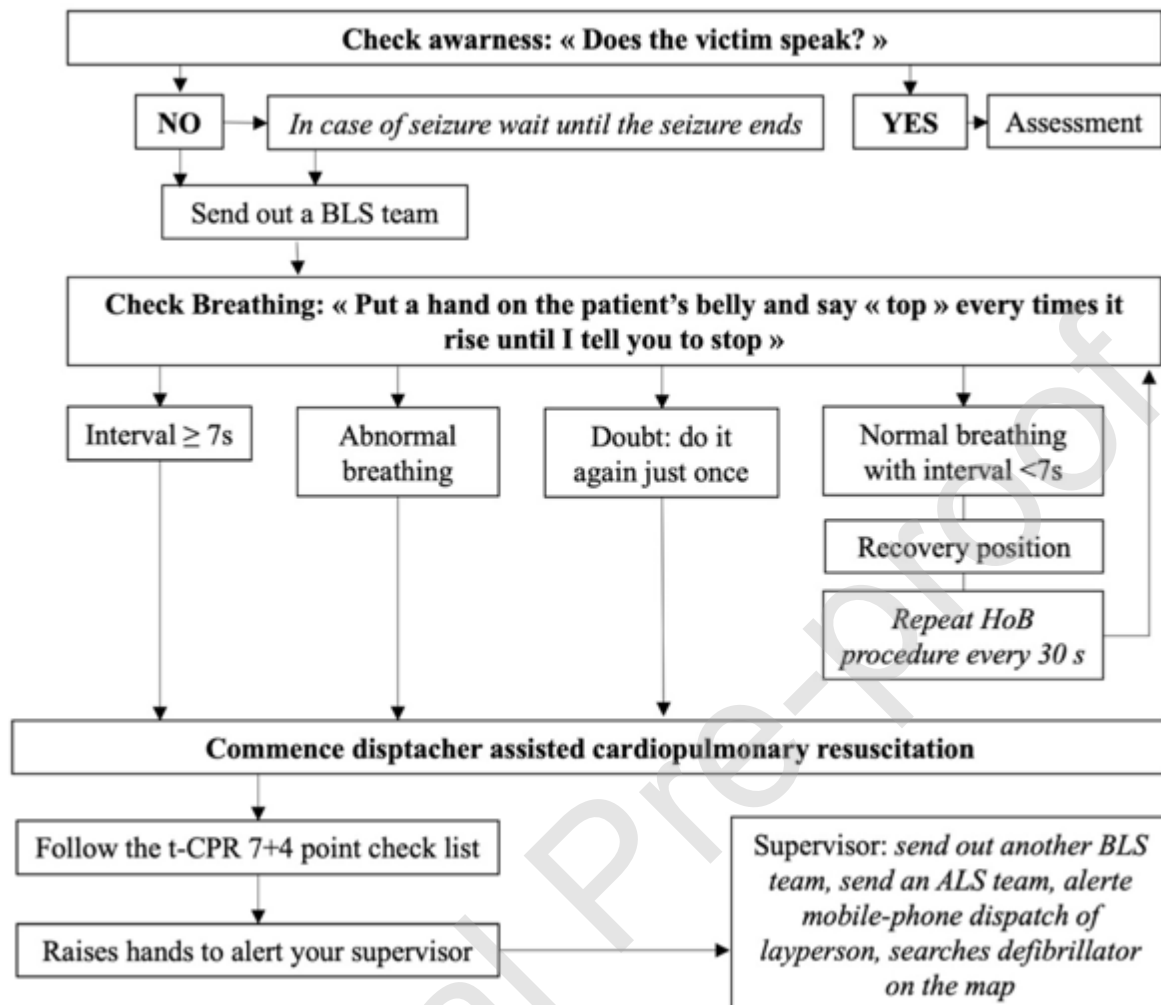 Check awarness: « Does the victim speak? »
NO
In case of seizure wait until the seizure ends
YES
Assessment
Send out a BLS team
Check Breathing: « Put a hand on the patient's belly and say « top » every times it
rise until I tell you to stop »
Interval ≥ 7s
Abnormal
breathing
Doubt: do it
again just once
Normal breathing
with interval <7s
Recovery position
Repeat HoB
procedure every 30 s
Commence disptacher assisted cardiopulmonary resuscitation
Follow the t-CPR 7+4 point check list
Raises hands to alert your supervisor
Supervisor: send out another BLS
team, send an ALS team, alerte
mobile-phone dispatch of
layperson, searches defibrillator
on the map
al Pre-proof